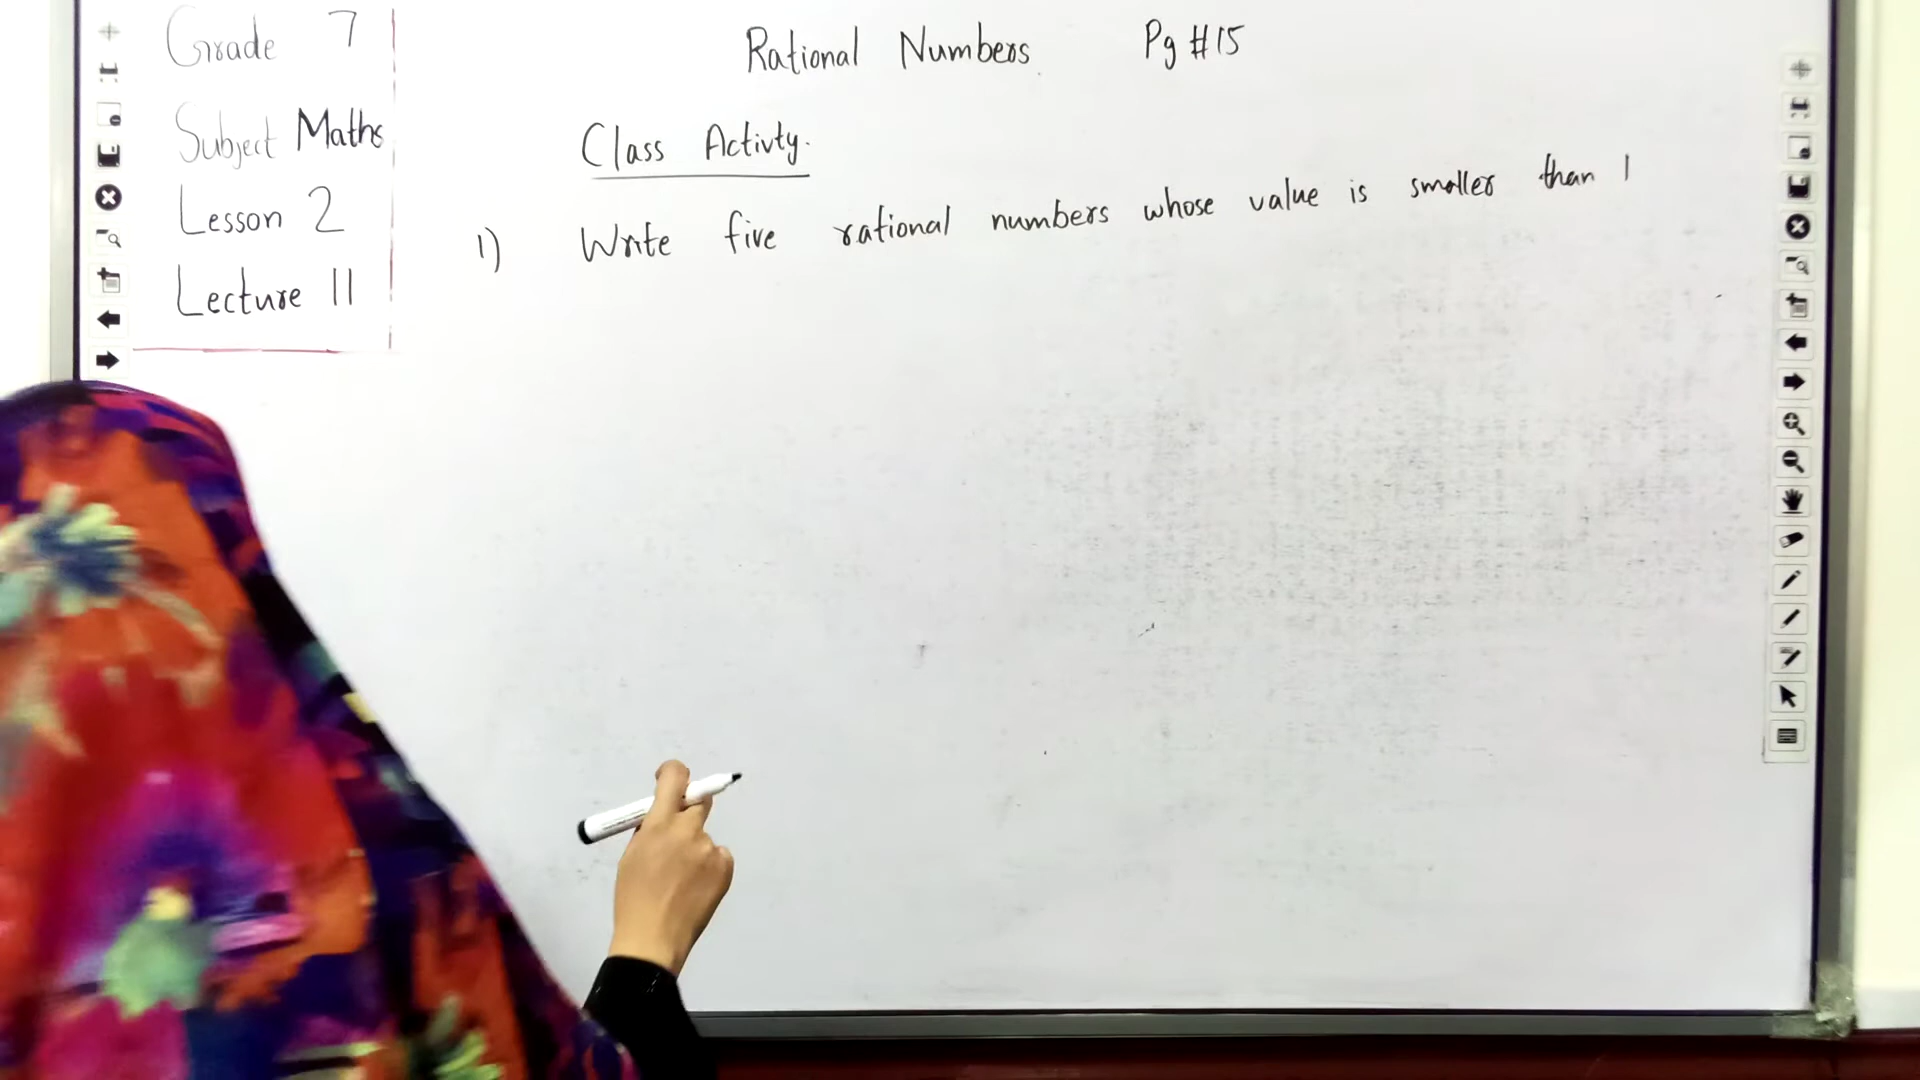 Grade 7
Subject Maths
Lesson 2
Lecture 11
Rational Numbers Pg #15
Class Activty.
1) Write five rational numbers whose value is smaller than 1